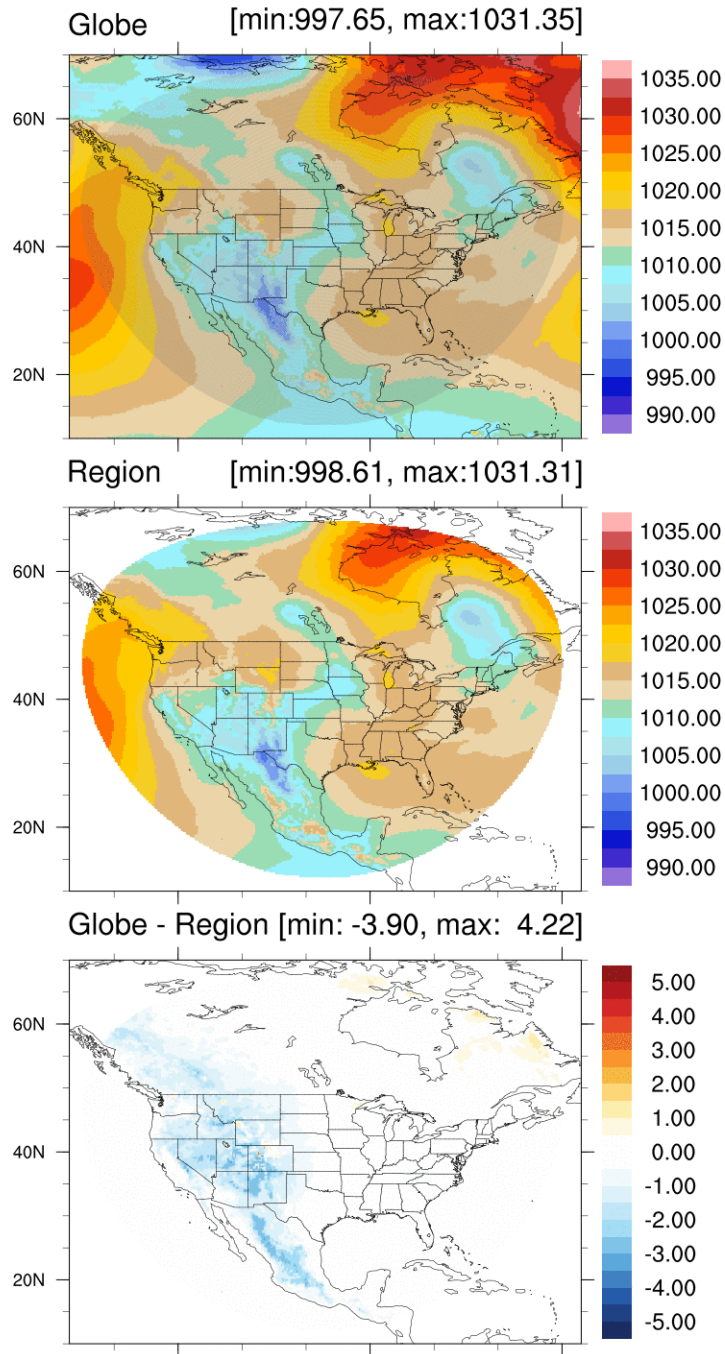 Globe [min:997.65, max:1031.35]
60N
40N
20N
1035.00
1030.00
1025.00
1020.00
1015.00
1010.00
1005.00
1000.00
995.00
990.00
Region [min:998.61, max:1031.31]
60N
40N
20N
1035.00
1030.00
1025.00
1020.00
1015.00
1010.00
1005.00
1000.00
995.00
990.00
Globe - Region [min: -3.90, max: 4.22]
60N
40N
20N
5.00
4.00
3.00
2.00
1.00
0.00
-1.00
-2.00
-3.00
-4.00
-5.00